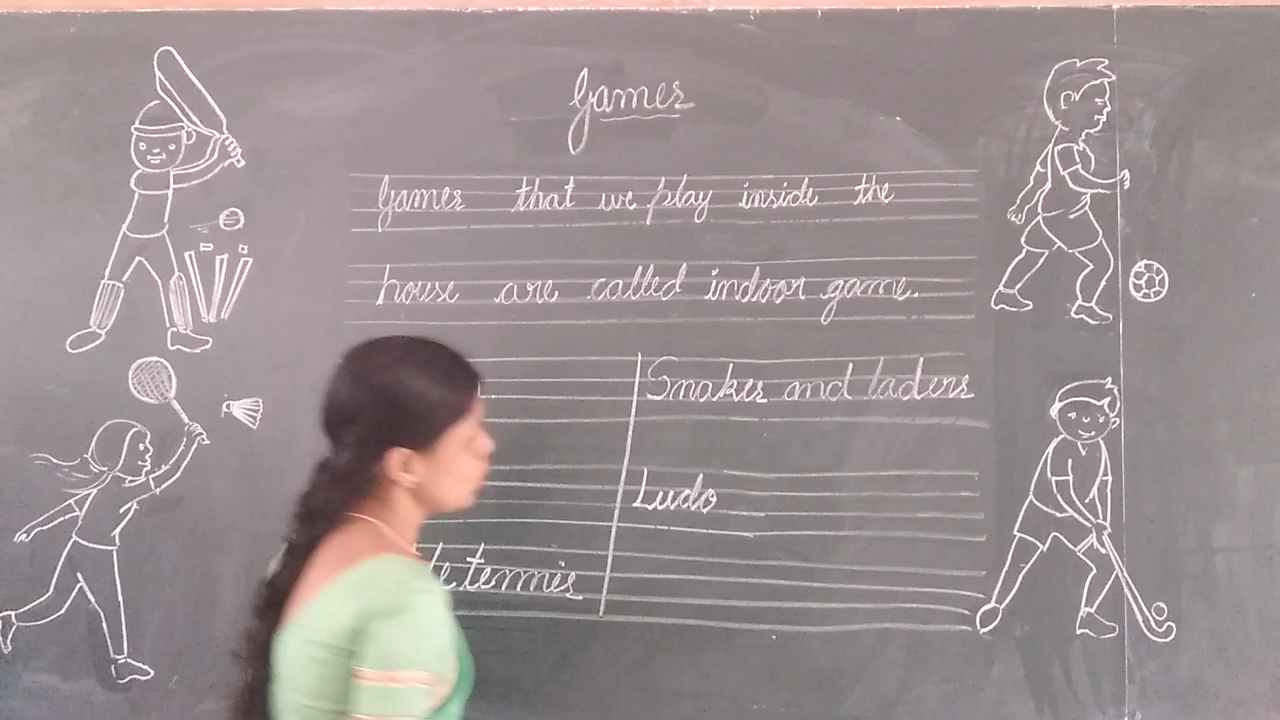 Games
Games that we play inside the
house are called indoor game.
Snakes and laders
Ludo
tennis